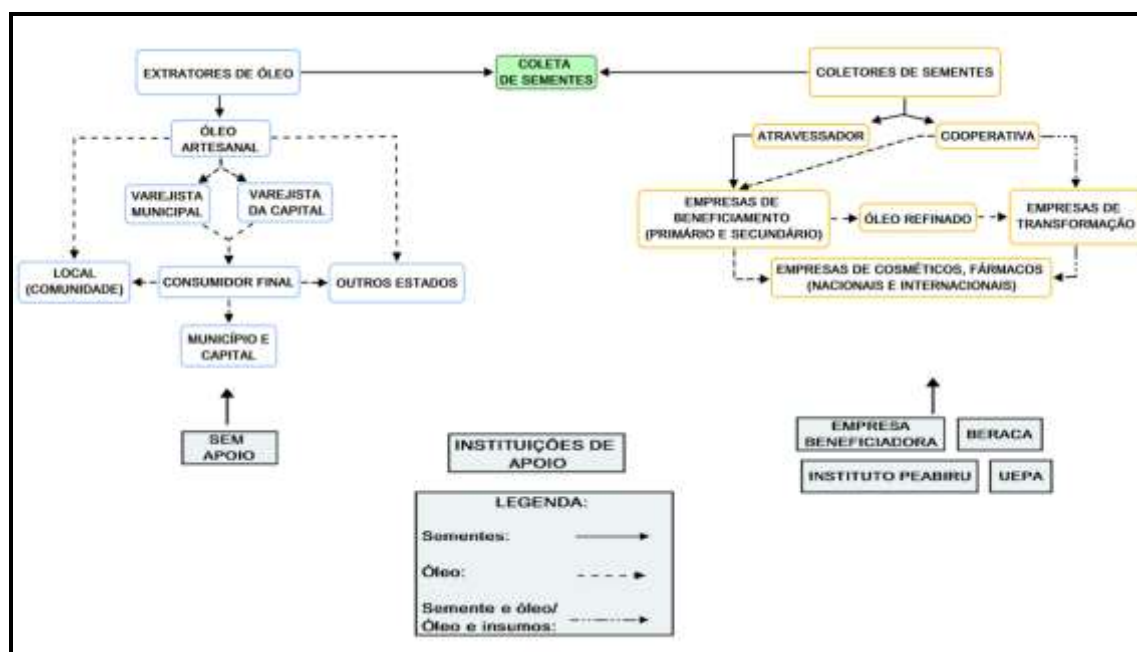 EXTRATORES DE ÓLEO
COLETA
DE SEMENTES
COLETORES DE SEMENTES
ÓLEO
ARTESANAL
ATRAVESSADOR
COOPERATIVA
VAREJISTA
MUNICIPAL
VAREJISTA
DA CAPITAL
EMPRESAS DE
BENEFICIAMENTO
(PRIMÁRIO E SECUNDÁRIO)
ÓLEO REFINADO
EMPRESAS DE
TRANSFORMAÇÃO
LOCAL
(COMUNIDADE)
CONSUMIDOR FINAL
OUTROS ESTADOS
EMPRESAS DE COSMÉTICOS, FÁRMACOS
(NACIONAIS E INTERNACIONAIS)
MUNICÍPIO E
CAPITAL
SEM
APOIO
INSTITUIÇÕES DE
APOIO
EMPRESA
BENEFICIADORA
BERACA
INSTITUTO PEABIRU
UEPA
LEGENDA:
Sementes:
Óleo:
Semente e óleo/
Óleo e insumos: